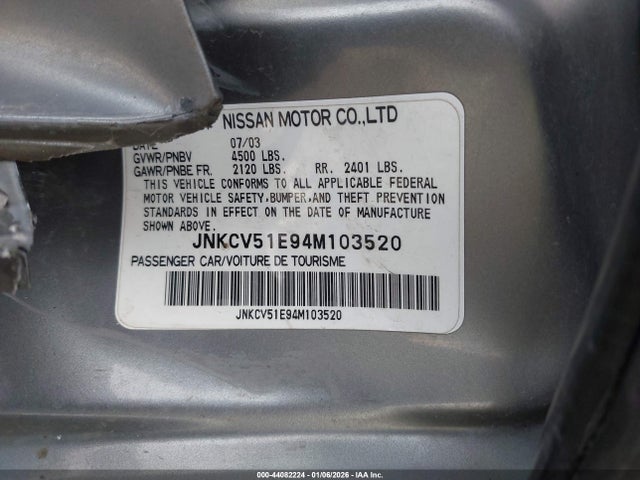 NISSAN MOTOR CO.,LTD
DATE 07/03
GVWR/PNBV 4500 LBS.
GAWR/PNBE FR. 2120 LBS. RR. 2401 LBS.
THIS VEHICLE CONFORMS TO ALL APPLICABLE FEDERAL
MOTOR VEHICLE SAFETY,BUMPER,AND THEFT PREVENTION
STANDARDS IN EFFECT ON THE DATE OF MANUFACTURE
SHOWN ABOVE.
JNKCV51E94M103520
PASSENGER CAR/VOITURE DE TOURISME
JNKCV51E94M103520
000-44082224 | 01/06/2026 | IAA Inc.